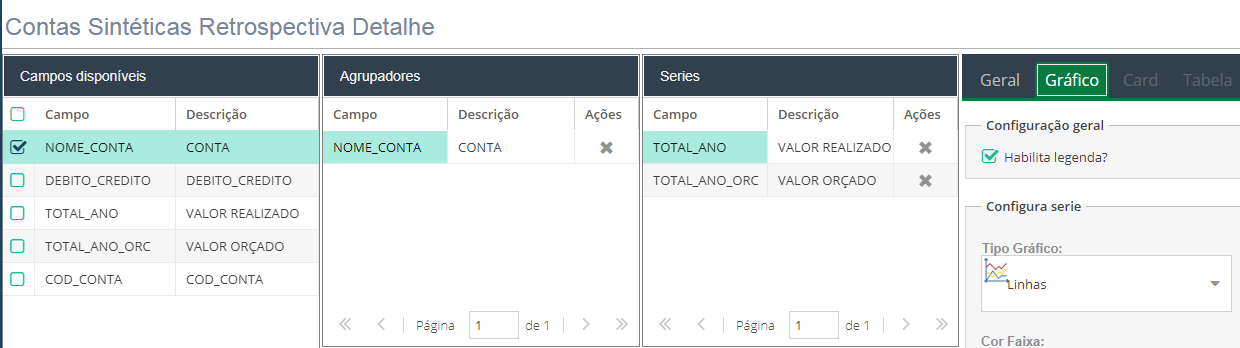 Contas Sintéticas Retrospectiva Detalhe
Campos disponíveis
Campo Descrição
NOME_CONTA CONTA
DEBITO_CREDITO DEBITO_CREDITO
TOTAL_ANO VALOR REALIZADO
TOTAL_ANO_ORC VALOR ORÇADO
COD_CONTA COD_CONTA
Agrupadores
Campo Descrição Ações
NOME_CONTA CONTA
Página 1 de 1
Series
Campo Descrição Ações
TOTAL_ANO VALOR REALIZADO
TOTAL_ANO_ORC VALOR ORÇADO
Página 1 de 1
Geral Gráfico Card Tabela
Configuração geral
Habilita legenda?
Configura serie
Tipo Gráfico:
Linhas
Cor Faixa: